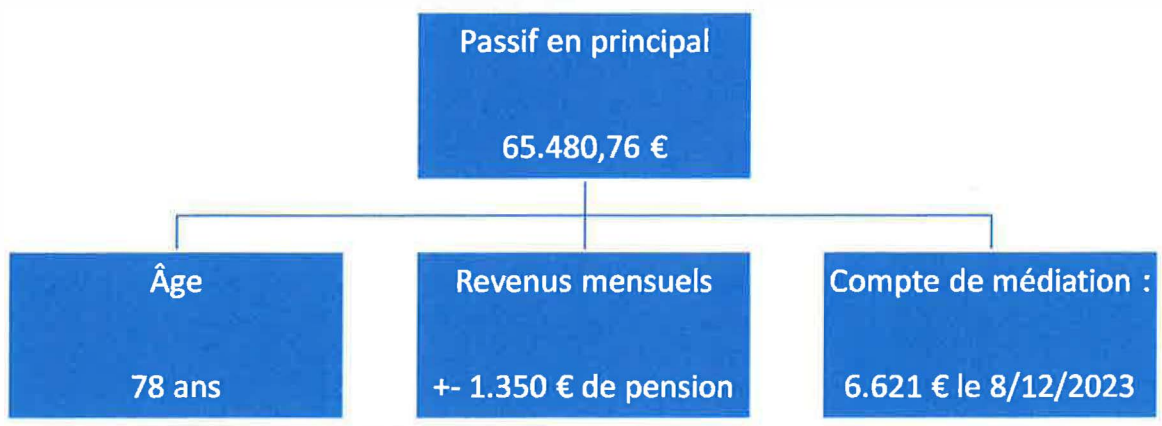 Passif en principal
65.480,76 €
Âge
78 ans
Revenus mensuels
+- 1.350 € de pension
Compte de médiation :
6.621 € le 8/12/2023